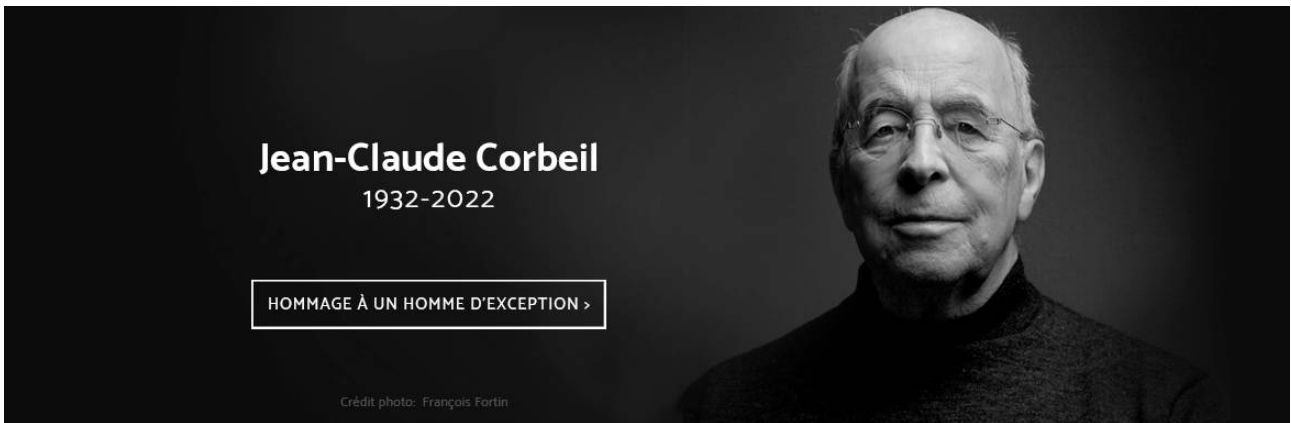 Jean-Claude Corbeil
1932-2022
HOMMAGE À UN HOMME D'EXCEPTION >
Crédit photo: François Fortin